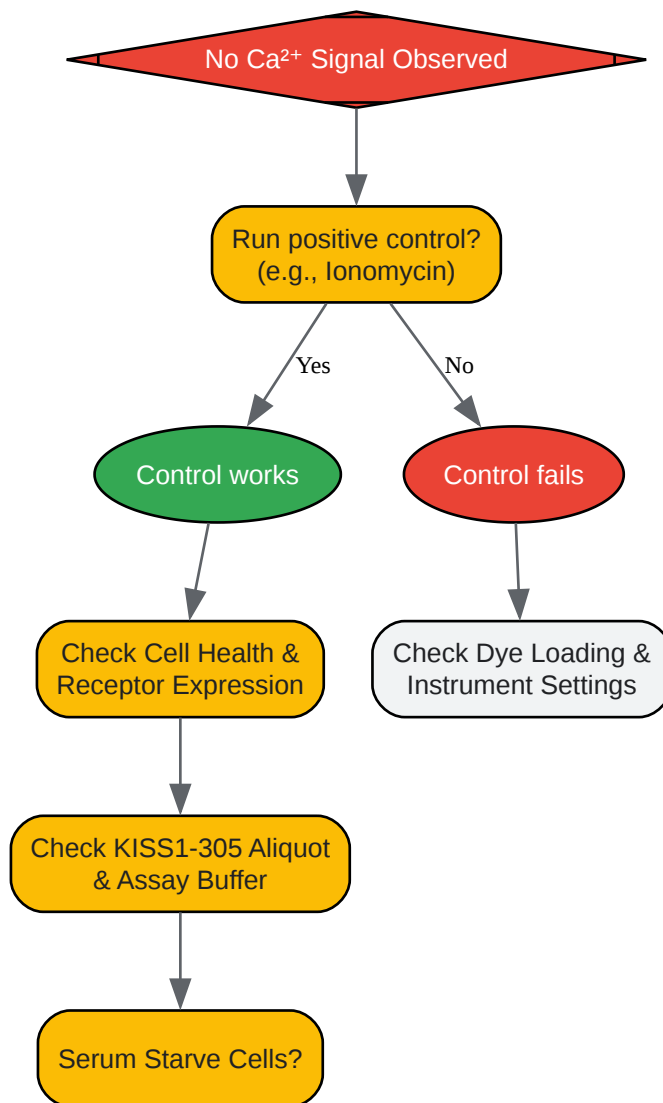 No Ca²⁺ Signal Observed
Run positive control?
(e.g., Ionomycin)
Yes
No
Control works
Control fails
Check Cell Health &
Receptor Expression
Check Dye Loading &
Instrument Settings
Check KISS1-305 Aliquot
& Assay Buffer
Serum Starve Cells?